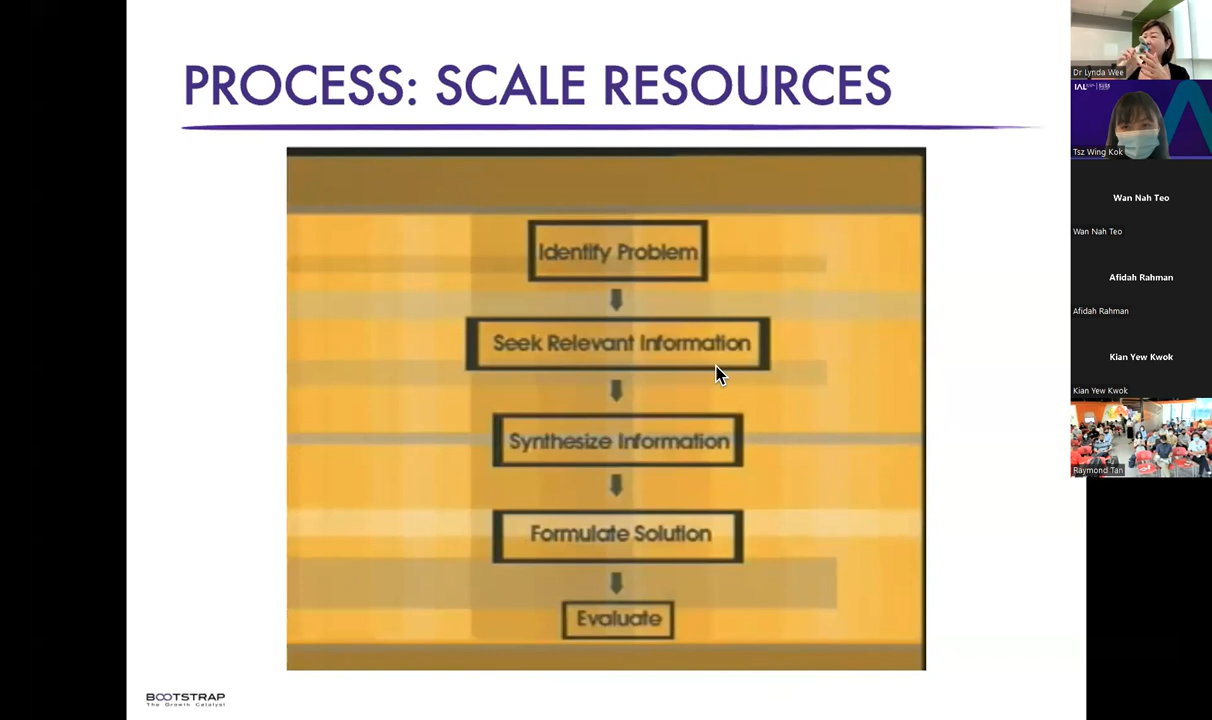 PROCESS: SCALE RESOURCES
Identify Problem
Seek Relevant Information
Synthesize Information
Formulate Solution
Evaluate
BOOTSTRAP
The Growth Catalyst
Dr Lynda Wee
IAL
Tsz Wing Kok
Wan Nah Teo
Wan Nah Teo
Afidah Rahman
Afidah Rahman
Kian Yew Kwok
Kian Yew Kwok
Raymond Tan